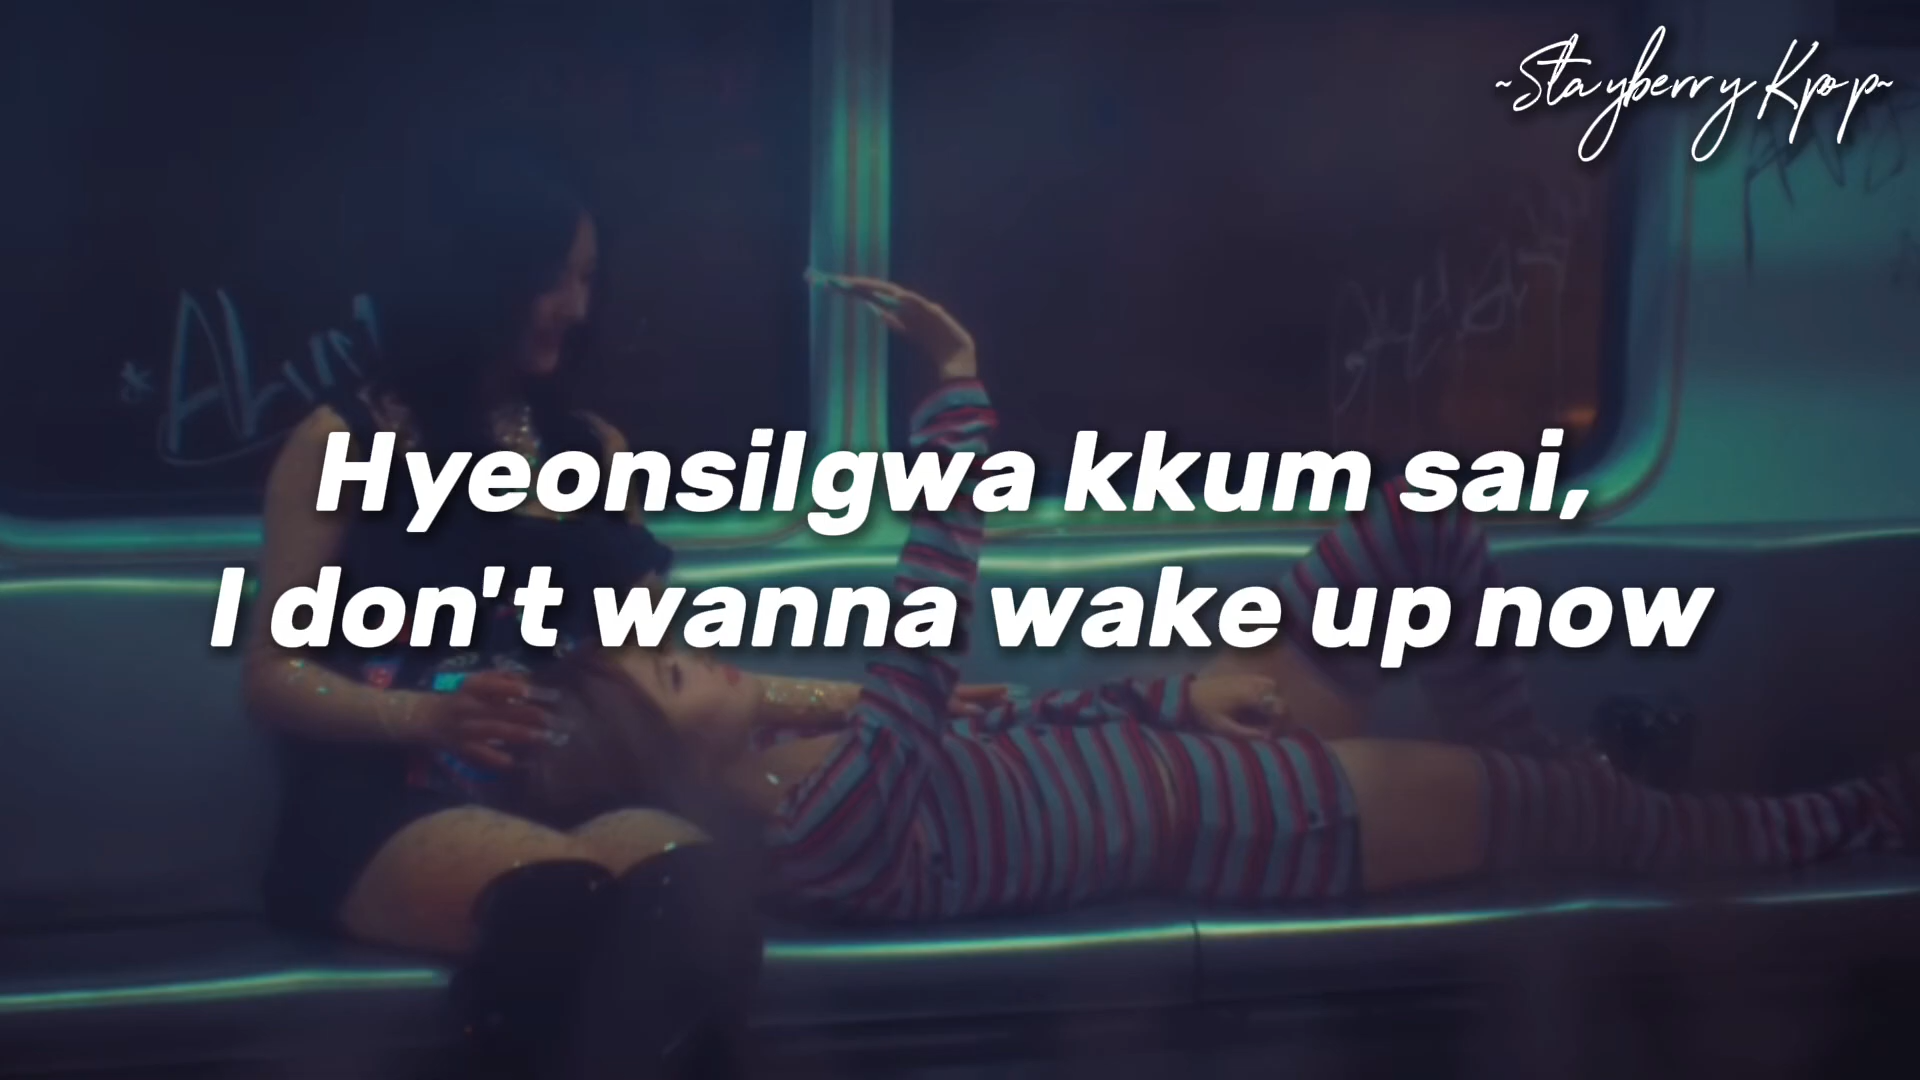 ~Stayberry Kpop~
Hyeonsilgwa kkum sai,
I don't wanna wake up now